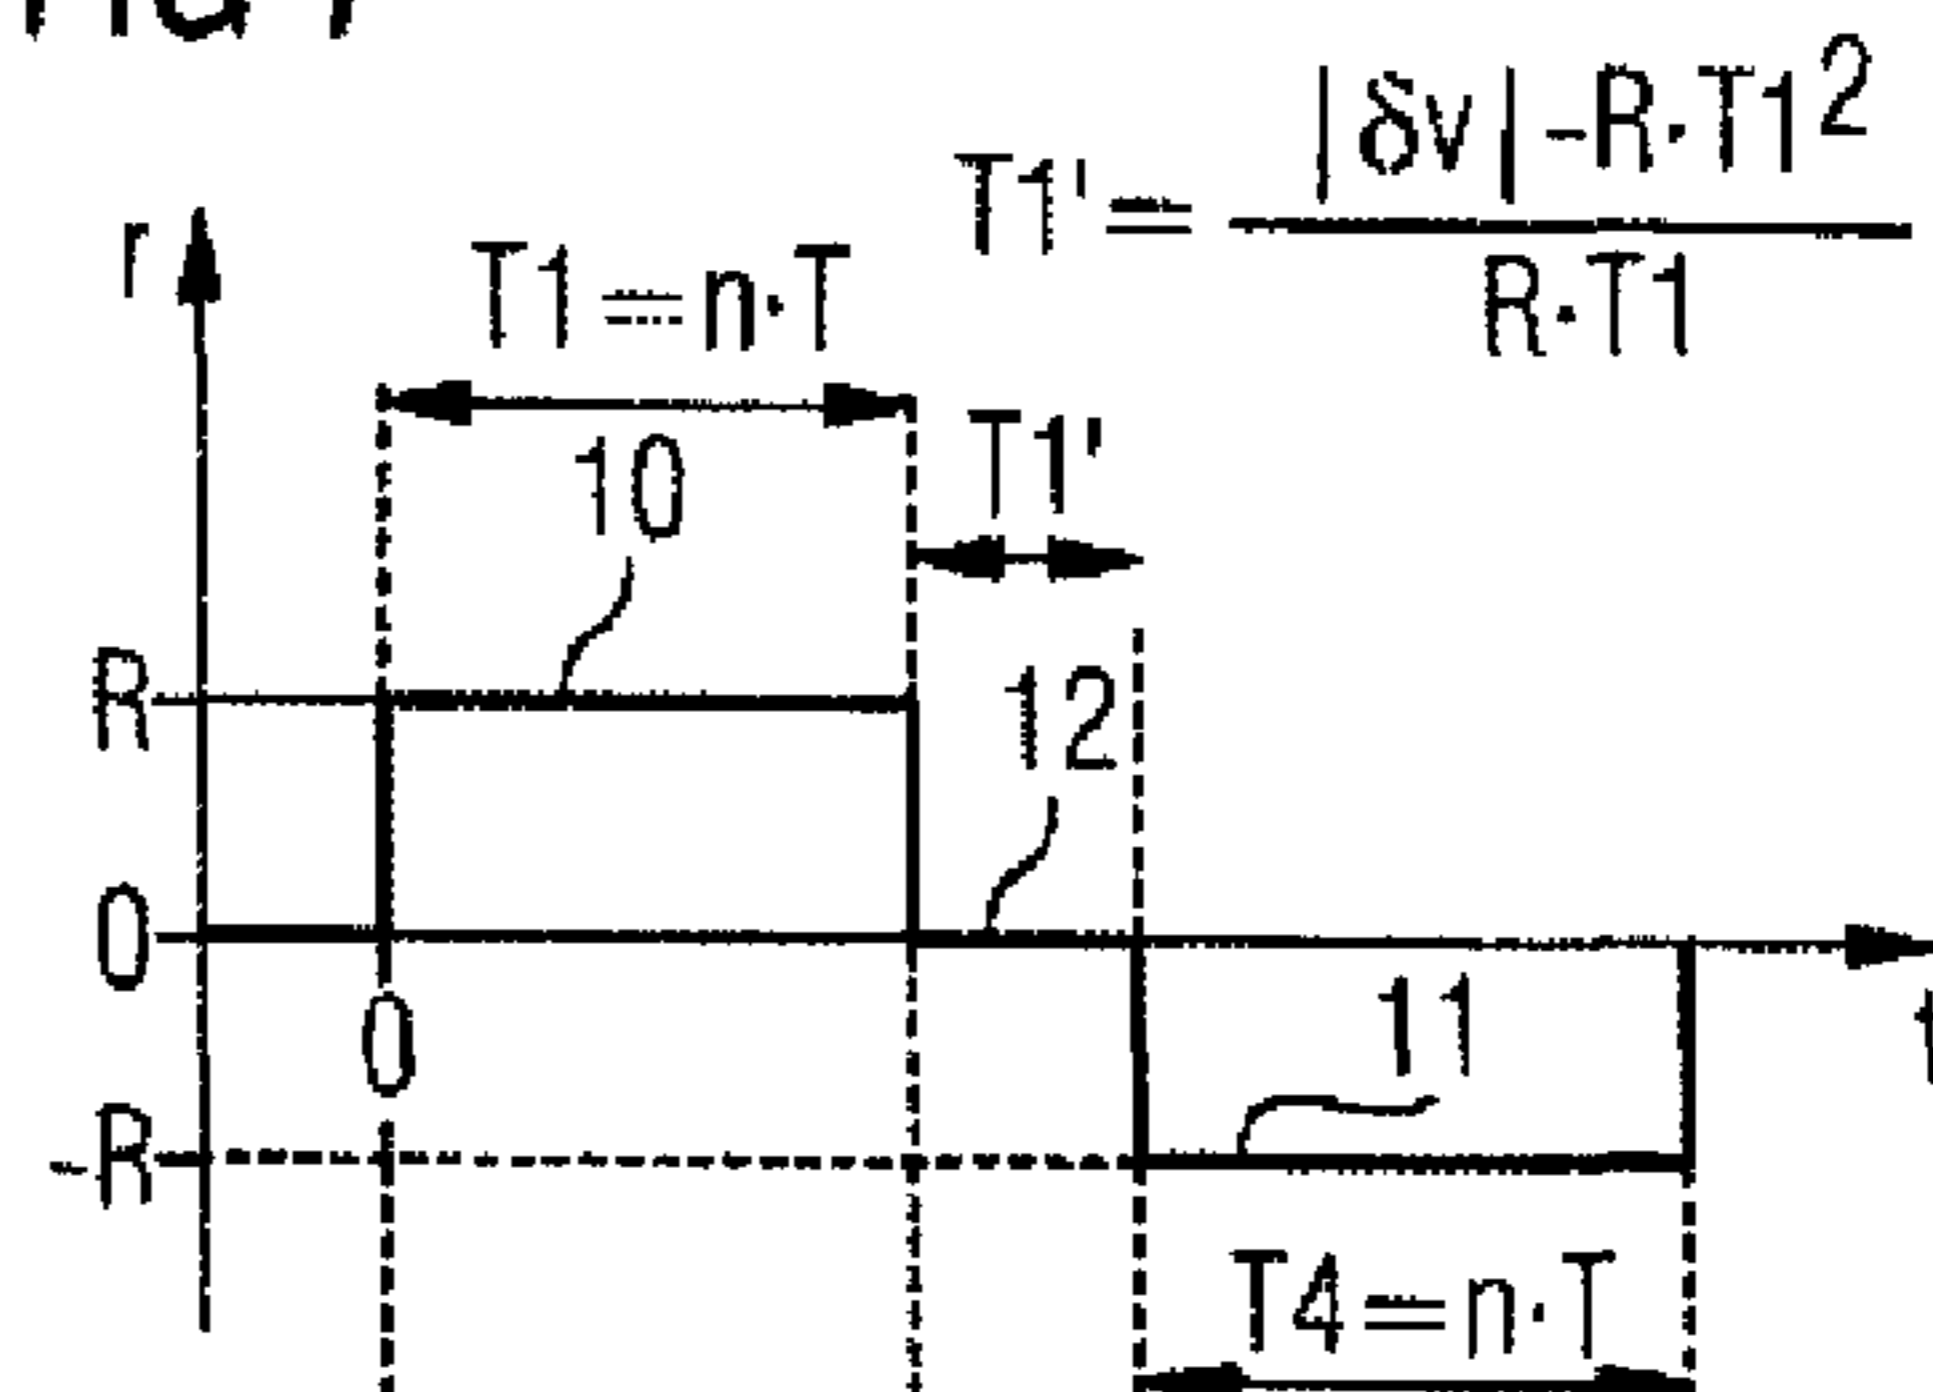 T1' = |δv| - R·T1²
R·T1
r
T1 = n·T
10
T1'
R
12
0
11
0
-R
T4 = n·T